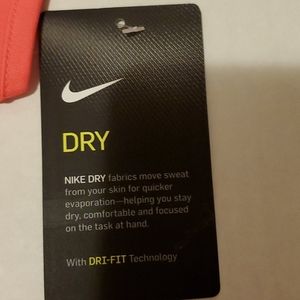 DRY
NIKE DRY fabrics move sweat
from your skin for quicker
evaporation—helping you stay
dry, comfortable and focused
on the task at hand.
With DRI-FIT Technology